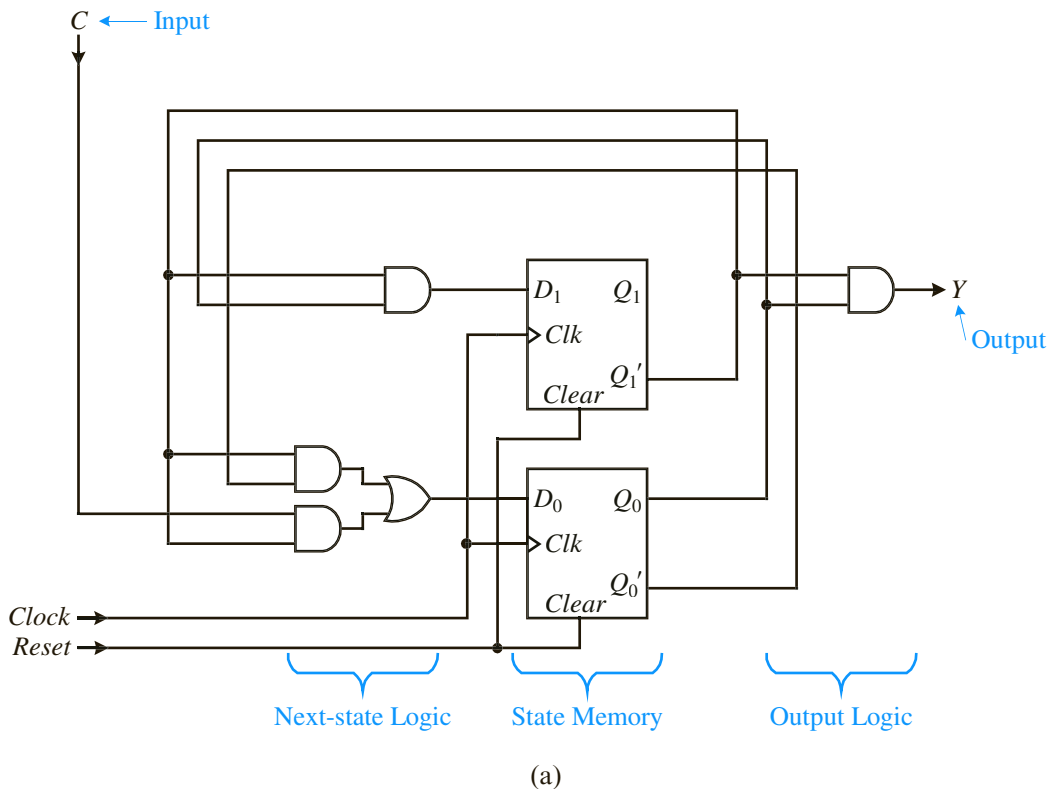 C Input
D₁ Q₁ Y
Clk Output
Q₁′
Clear
D₀ Q₀
Clk
Q₀′
Clear
Clock
Reset
Next-state Logic State Memory Output Logic
(a)